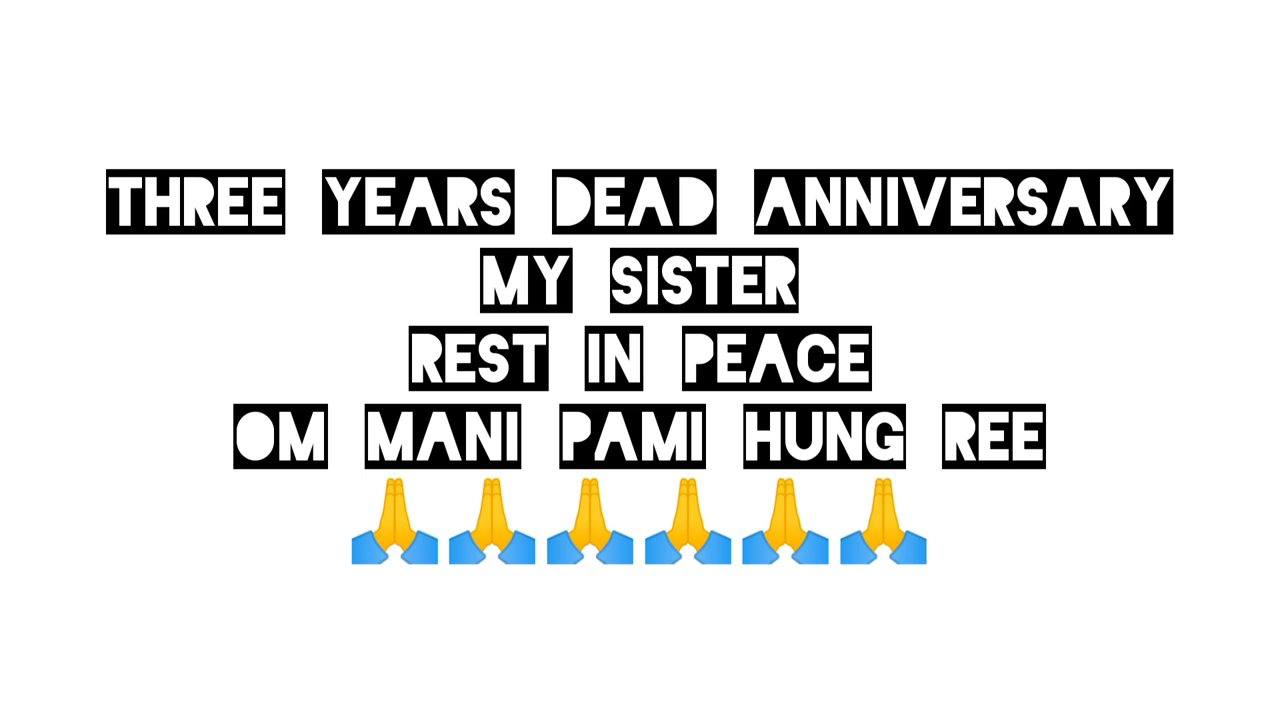 THREE YEARS DEAD ANNIVERSARY
MY SISTER
REST IN PEACE
OM MANI PAMI HUNG REE
🙏🙏🙏🙏🙏🙏